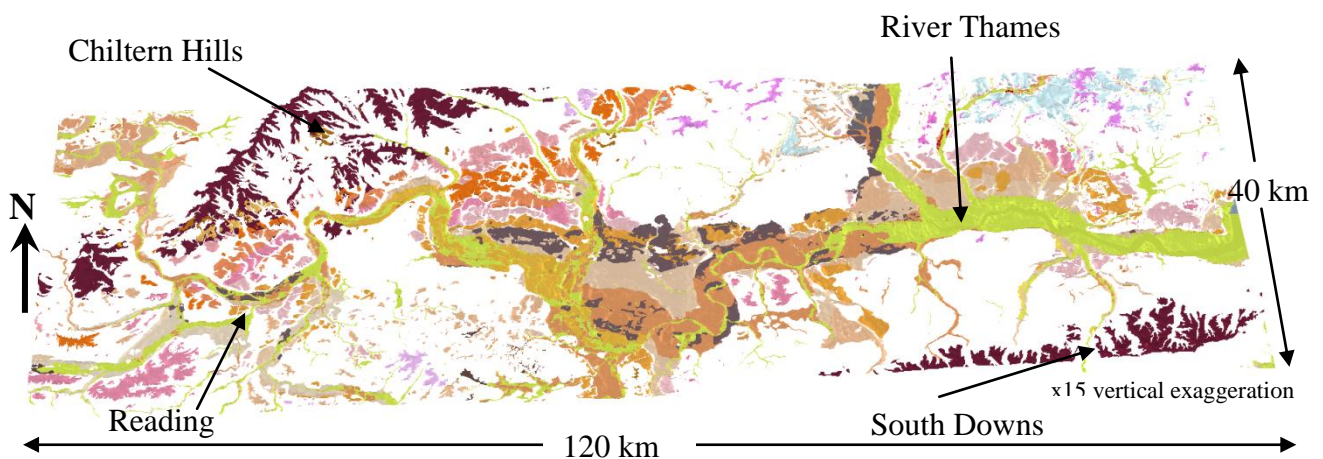 River Thames
Chiltern Hills
40 km
N
x15 vertical exaggeration
Reading
South Downs
120 km